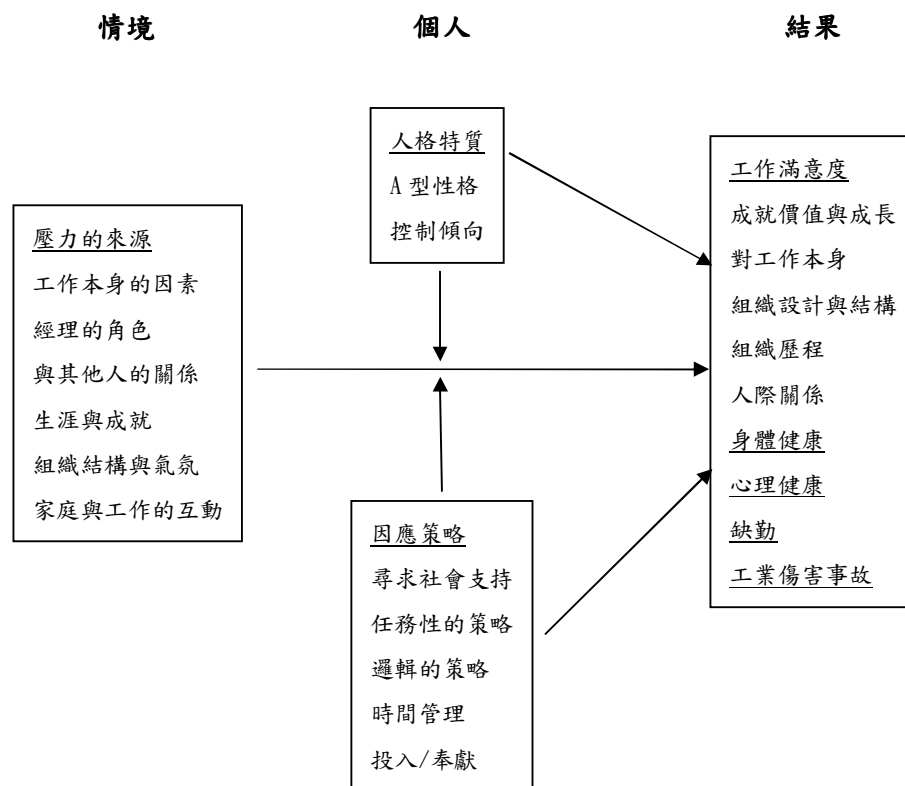 情境
個人
結果
人格特質
A 型性格
控制傾向
壓力的來源
工作本身的因素
經理的角色
與其他人的關係
生涯與成就
組織結構與氣氛
家庭與工作的互動
因應策略
尋求社會支持
任務性的策略
邏輯的策略
時間管理
投入/奉獻
工作滿意度
成就價值與成長
對工作本身
組織設計與結構
組織歷程
人際關係
身體健康
心理健康
缺勤
工業傷害事故